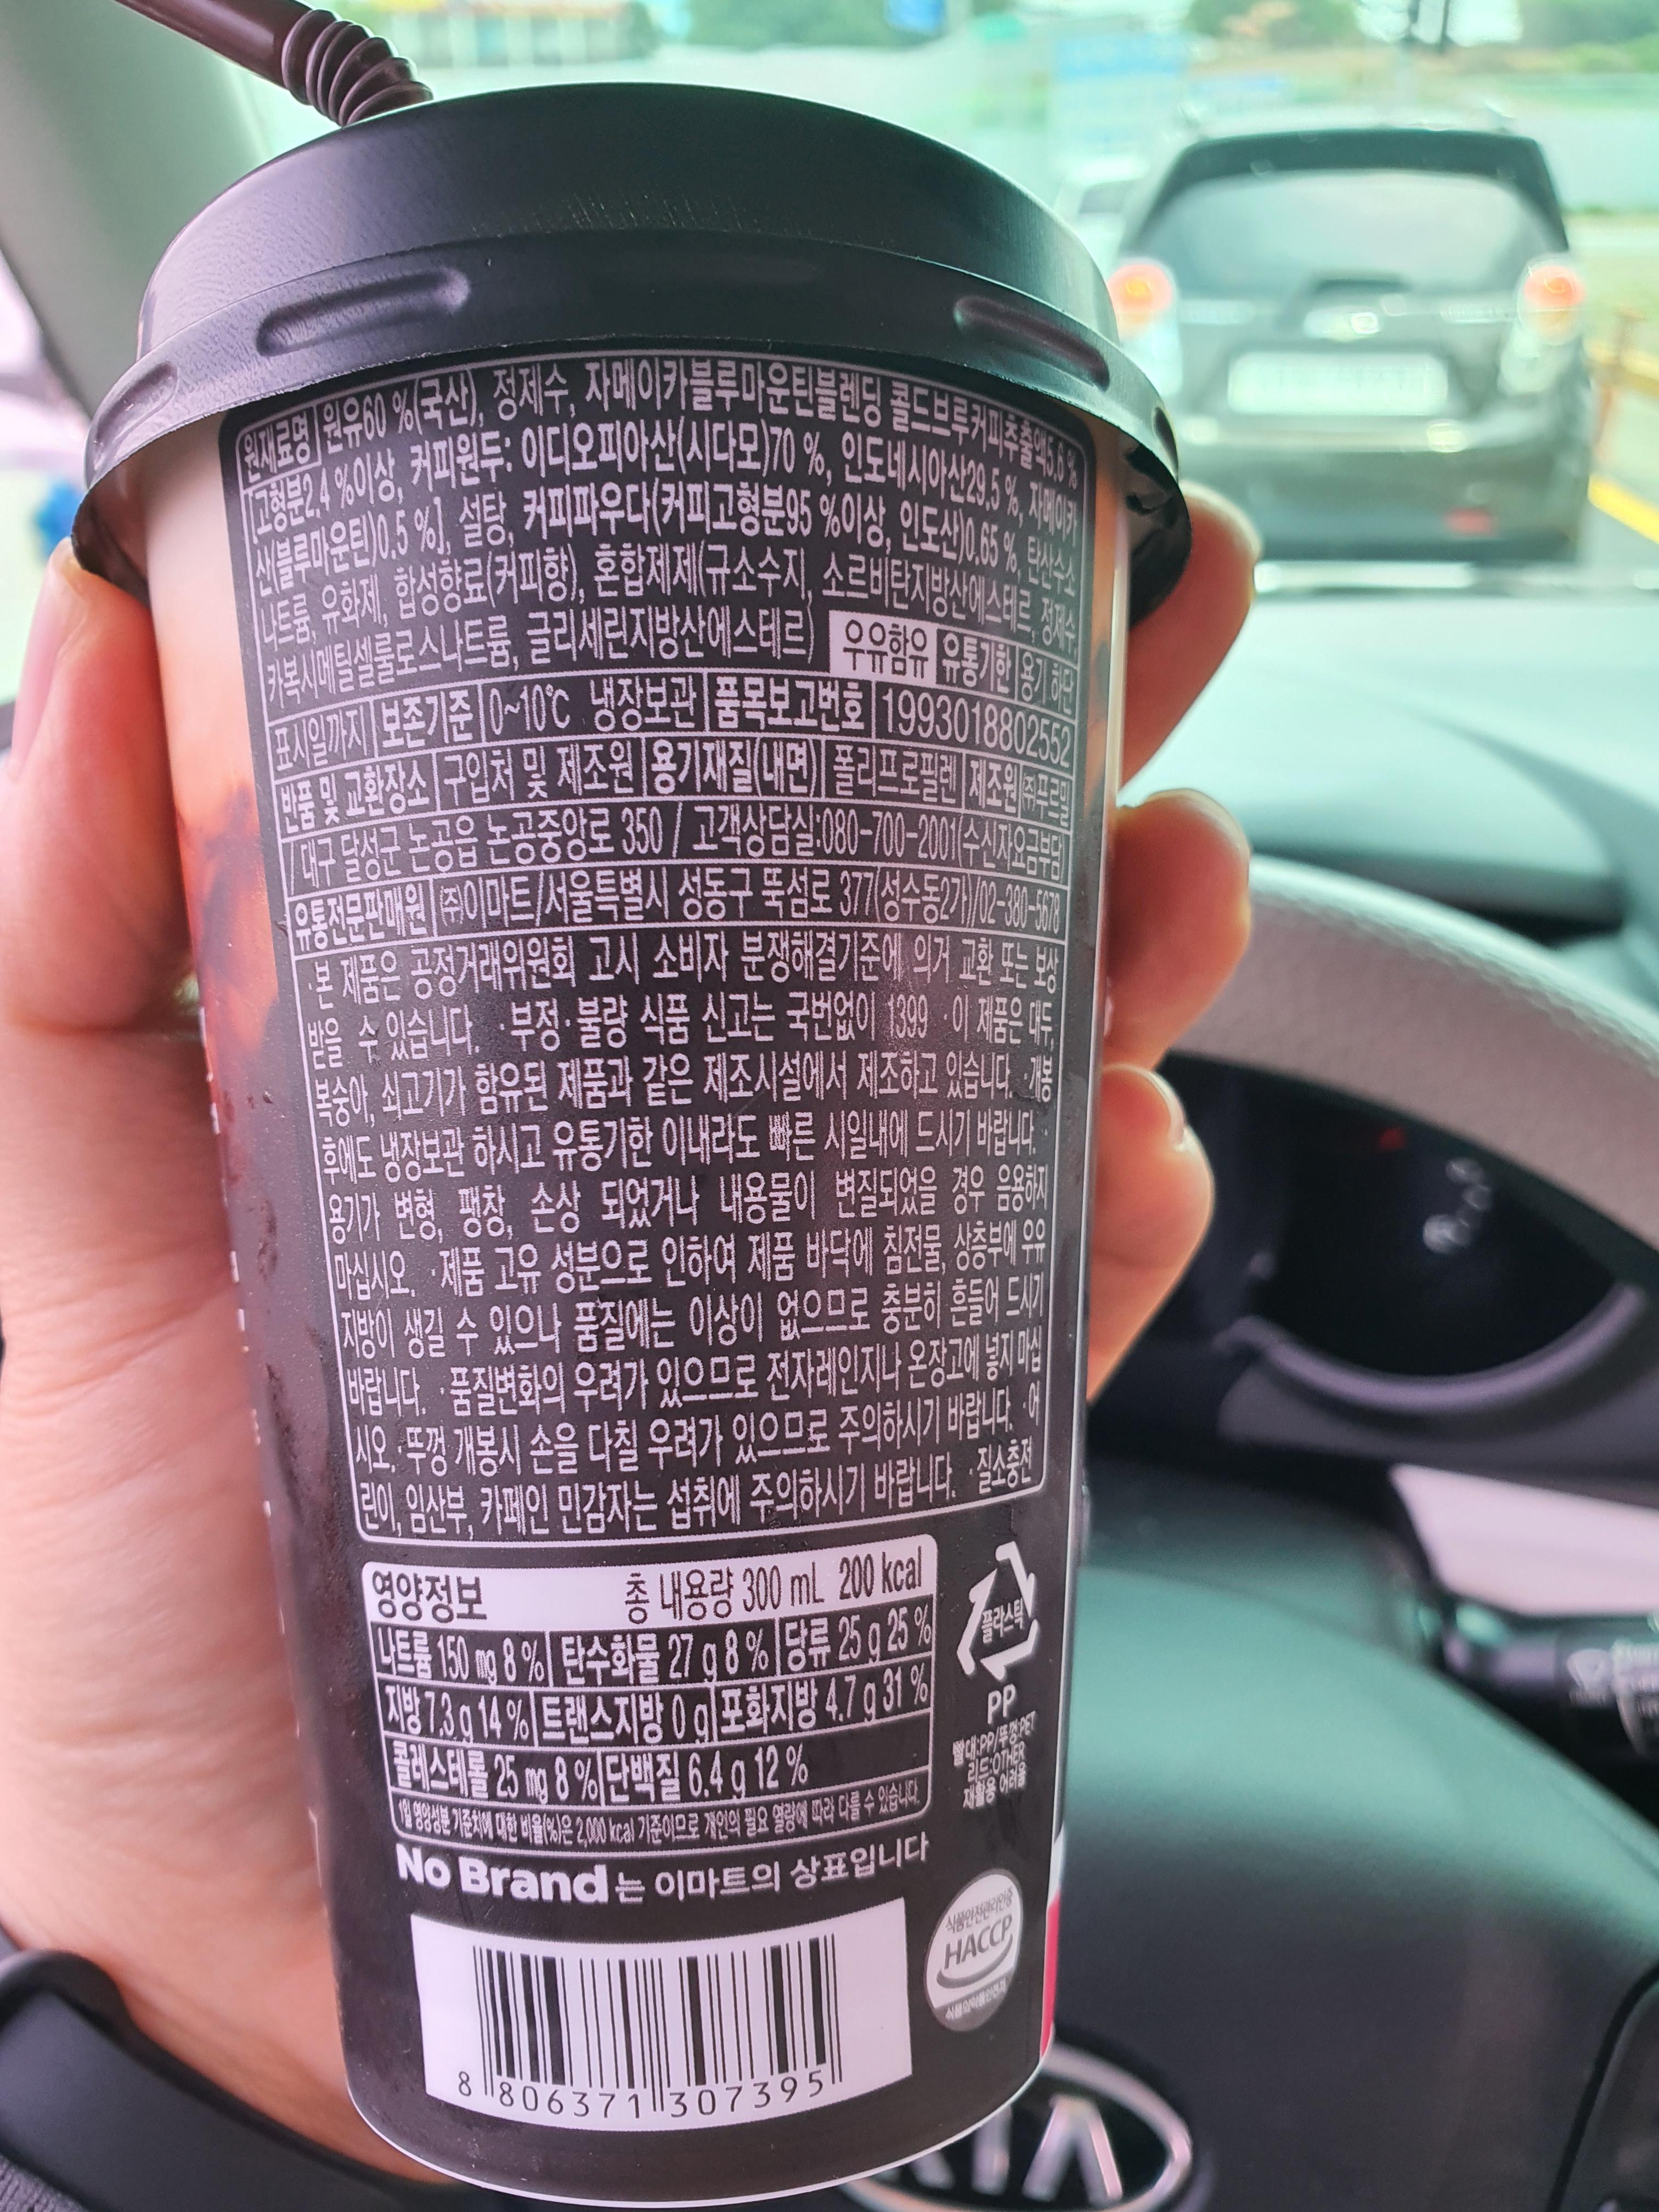 원재료명 원유60 %(국산), 정제수, 자메이카블루마운틴블렌딩 콜드브루커피추출액5.6 %
[고형분2.4 %이상, 커피원두: 이디오피아산(시다모)70 %, 인도네시아산29.5 %, 자메이카
산(블루마운틴)0.5 %], 설탕, 커피파우다(커피고형분95 %이상, 인도산)0.65 %, 탄산수소
나트륨, 유화제, 합성향료(커피향), 혼합제제(규소수지, 소르비탄지방산에스테르, 정제수,
카복시메틸셀룰로스나트륨, 글리세린지방산에스테르) 우유함유 유통기한 용기 하단
표시일까지 보존기준 0~10℃ 냉장보관 품목보고번호 1993018802552
반품 및 교환장소 구입처 및 제조원 용기재질(내면) 폴리프로필렌 제조원 ㈜푸르밀
/ 대구 달성군 논공읍 논공중앙로 350 / 고객상담실:080-700-2001(수신자요금부담)
유통전문판매원 ㈜이마트/서울특별시 성동구 뚝섬로 377(성수동2가)/02-380-5678
·본 제품은 공정거래위원회 고시 소비자 분쟁해결기준에 의거 교환 또는 보상
받을 수 있습니다. ·부정·불량 식품 신고는 국번없이 1399 ·이 제품은 대두,
복숭아, 쇠고기가 함유된 제품과 같은 제조시설에서 제조하고 있습니다. ·개봉
후에도 냉장보관 하시고 유통기한 이내라도 빠른 시일내에 드시기 바랍니다. ·
용기가 변형, 팽창, 손상 되었거나 내용물이 변질되었을 경우 음용하지
마십시오. ·제품 고유 성분으로 인하여 제품 바닥에 침전물, 상층부에 우유
지방이 생길 수 있으나 품질에는 이상이 없으므로 충분히 흔들어 드시기
바랍니다. ·품질변화의 우려가 있으므로 전자레인지나 온장고에 넣지 마십
시오. ·뚜껑 개봉시 손을 다칠 우려가 있으므로 주의하시기 바랍니다. ·어
린이, 임산부, 카페인 민감자는 섭취에 주의하시기 바랍니다. ·질소충전
영양정보 총 내용량 300 mL 200 kcal
나트륨 150 mg 8 % 탄수화물 27 g 8 % 당류 25 g 25 %
지방 7.3 g 14 % 트랜스지방 0 g 포화지방 4.7 g 31 %
콜레스테롤 25 mg 8 % 단백질 6.4 g 12 %
1일 영양성분 기준치에 대한 비율(%)은 2,000 kcal 기준이므로 개인의 필요 열량에 따라 다를 수 있습니다.
플라스틱
PP
빨대:PP/뚜껑:PET
리드:OTHER
재활용 어려움
No Brand는 이마트의 상표입니다
식품안전관리인증
HACCP
식품의약품안전처
8 806371 307395
KIA